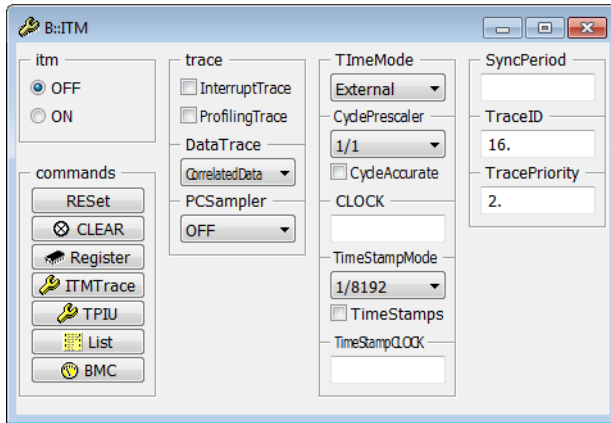 B::ITM
itm
OFF
ON
commands
RESet
CLEAR
Register
ITMTrace
TPIU
List
BMC
trace
InterruptTrace
ProfilingTrace
DataTrace
CorrelatedData
PCSampler
OFF
TImeMode
External
CyclePrescaler
1/1
CycleAccurate
CLOCK
TimeStampMode
1/8192
TimeStamps
TimeStampCLOCK
SyncPeriod
TraceID
16.
TracePriority
2.